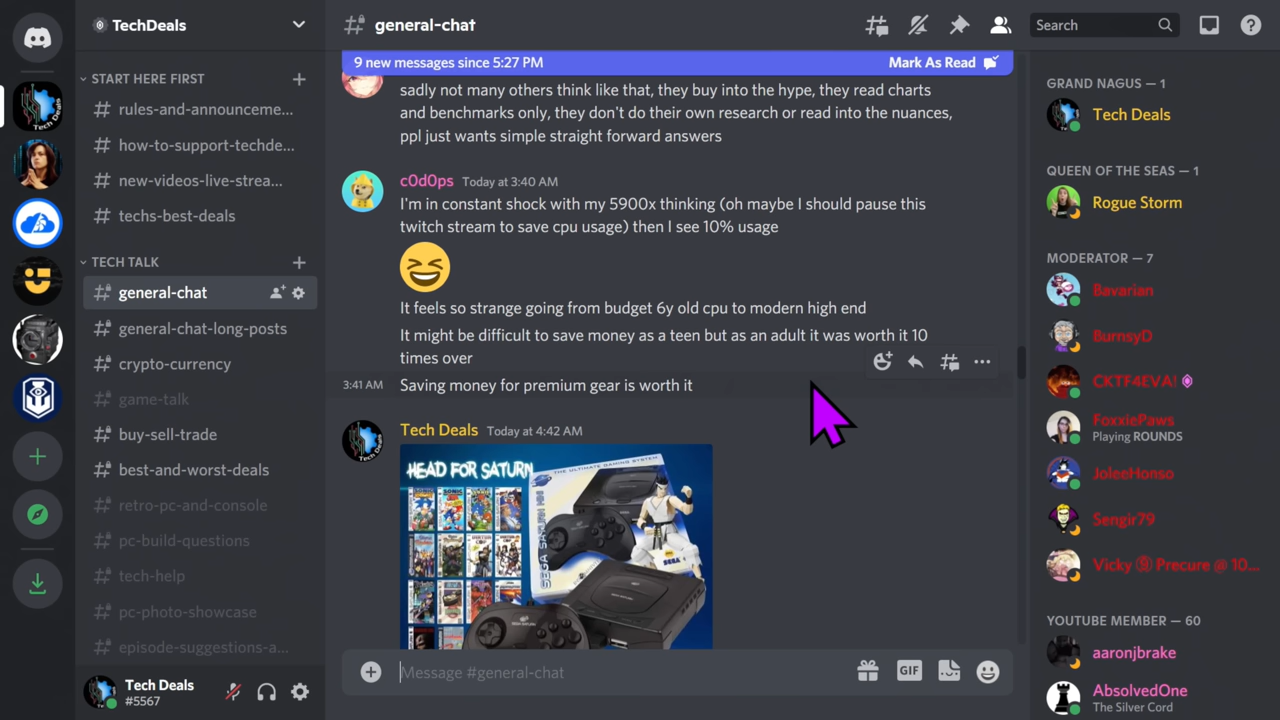 TechDeals
general-chat
Search
START HERE FIRST
rules-and-announceme...
how-to-support-techde...
new-videos-live-strea...
techs-best-deals
TECH TALK
general-chat
general-chat-long-posts
crypto-currency
game-talk
buy-sell-trade
best-and-worst-deals
retro-pc-and-console
pc-build-questions
tech-help
pc-photo-showcase
episode-suggestions-a...
Tech Deals
#5567
9 new messages since 5:27 PM
Mark As Read
sadly not many others think like that, they buy into the hype, they read charts
and benchmarks only, they don't do their own research or read into the nuances,
ppl just wants simple straight forward answers
c0d0ps Today at 3:40 AM
I'm in constant shock with my 5900x thinking (oh maybe I should pause this
twitch stream to save cpu usage) then I see 10% usage
It feels so strange going from budget 6y old cpu to modern high end
It might be difficult to save money as a teen but as an adult it was worth it 10
times over
3:41 AM Saving money for premium gear is worth it
Tech Deals Today at 4:42 AM
HEAD FOR SATURN
THE ULTIMATE GAMING SYSTEM
SEGA SATURN
Message #general-chat
GIF
GRAND NAGUS — 1
Tech Deals
QUEEN OF THE SEAS — 1
Rogue Storm
MODERATOR — 7
Bavarian
BurnsyD
CKTF4EVA!
FoxxiePaws
Playing ROUNDS
JoleeHonso
Sengir79
Vicky ⑨ Precure @ 10...
YOUTUBE MEMBER — 60
aaronjbrake
AbsolvedOne
The Silver Cord